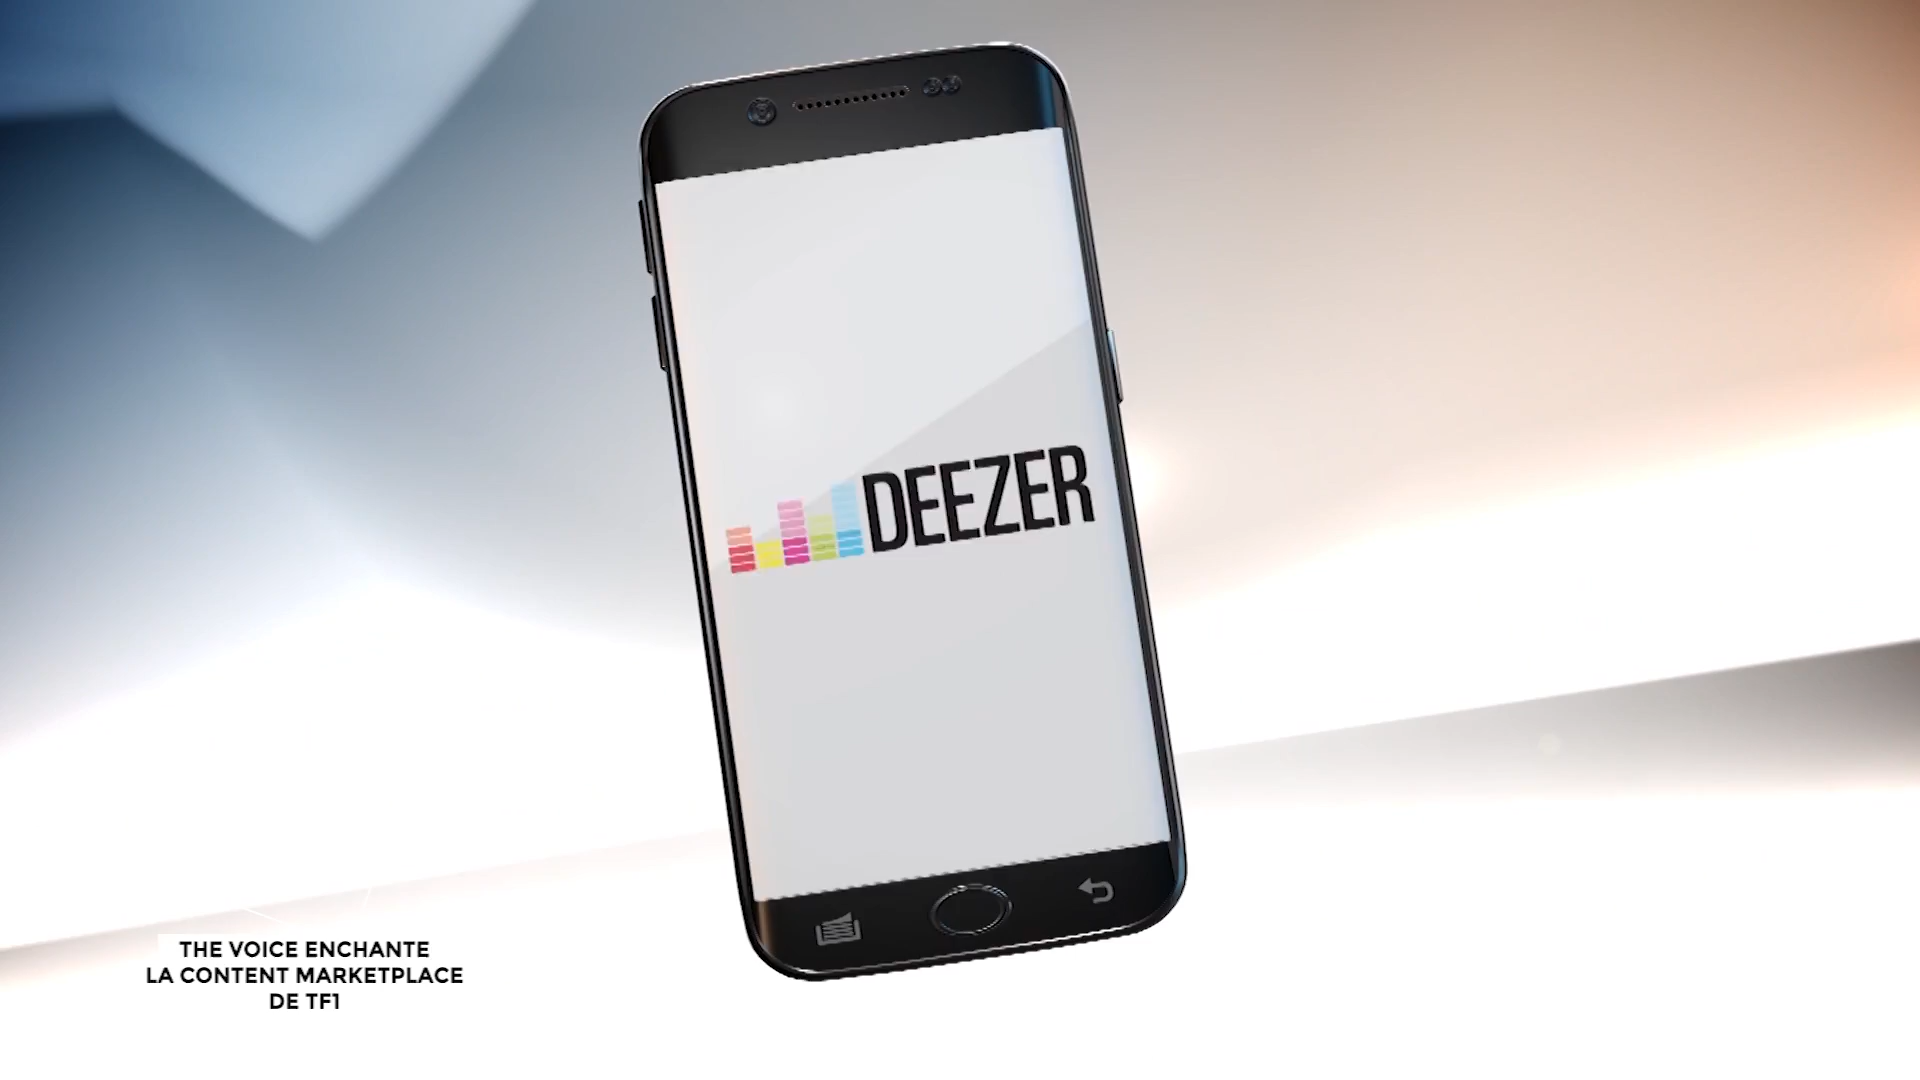 DEEZER
THE VOICE ENCHANTE
LA CONTENT MARKETPLACE
DE TF1